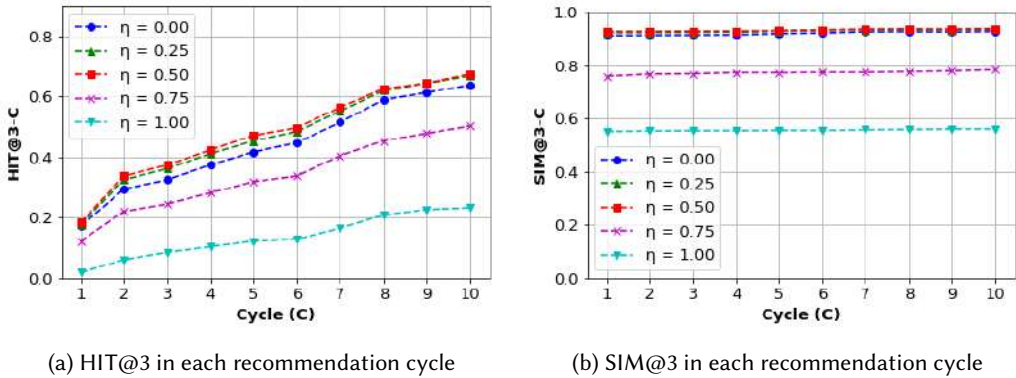 0.8
0.6
0.4
0.2
0.0
HIT@3-C
η = 0.00
η = 0.25
η = 0.50
η = 0.75
η = 1.00
1 2 3 4 5 6 7 8 9 10
Cycle (C)
(a) HIT@3 in each recommendation cycle
1.0
0.8
0.6
0.4
0.2
0.0
SIM@3-C
η = 0.00
η = 0.25
η = 0.50
η = 0.75
η = 1.00
1 2 3 4 5 6 7 8 9 10
Cycle (C)
(b) SIM@3 in each recommendation cycle